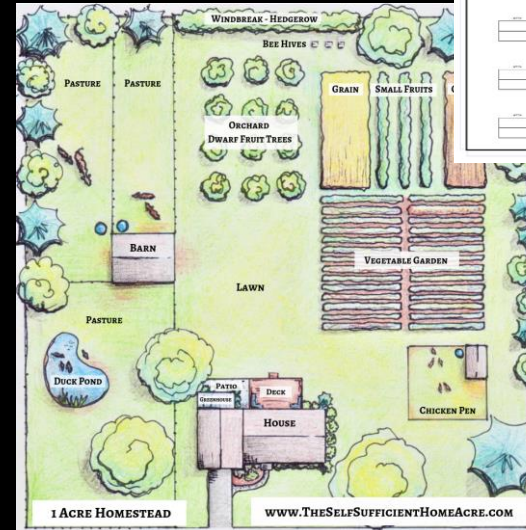 WINDBREAK - HEDGEROW
BEE HIVES
PASTURE
PASTURE
GRAIN
SMALL FRUITS
ORCHARD
DWARF FRUIT TREES
BARN
VEGETABLE GARDEN
LAWN
PASTURE
DUCK POND
PATIO
GREENHOUSE
DECK
HOUSE
CHICKEN PEN
1 ACRE HOMESTEAD
WWW.THESELFSUFFICIENTHOMEACRE.COM